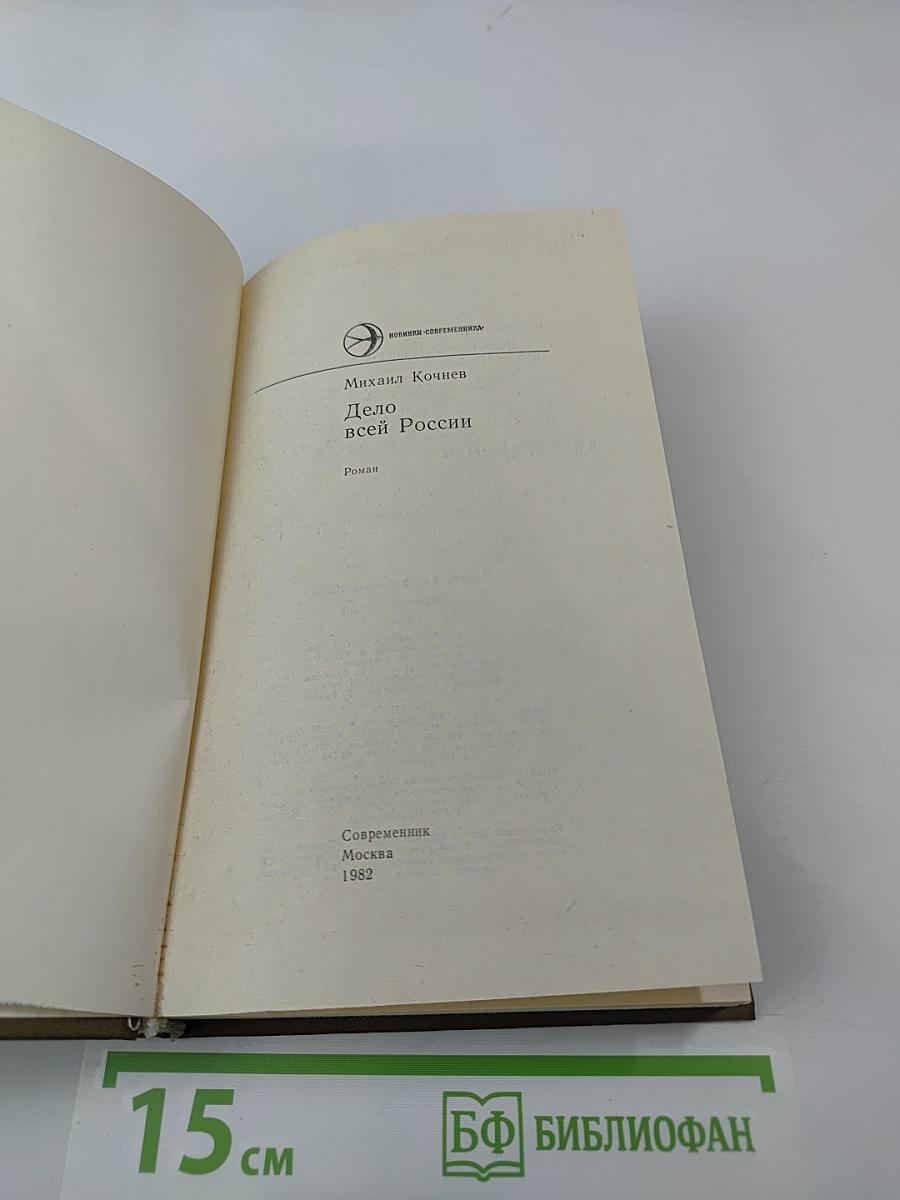 НОВИНКИ «СОВРЕМЕННИКА»
Михаил Кочнев
Дело
всей России
Роман
Современник
Москва
1982
15 см
БФ БИБЛИОФАН